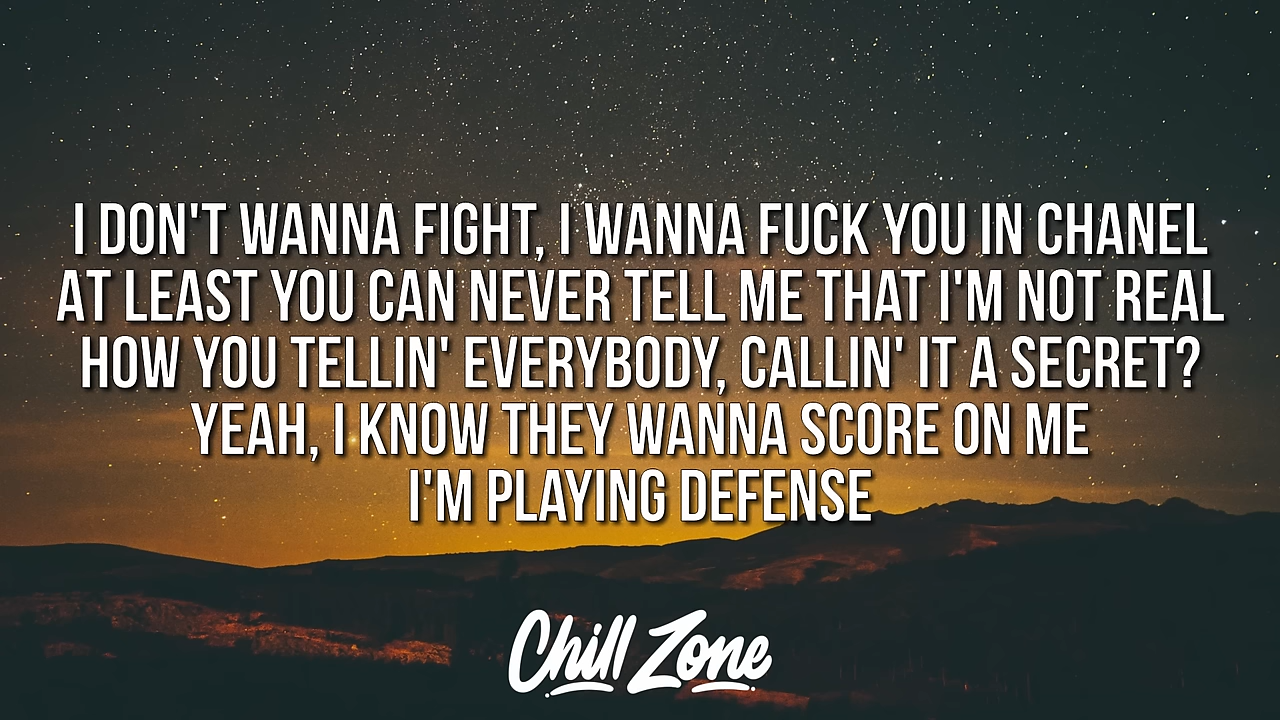 I DON'T WANNA FIGHT, I WANNA FUCK YOU IN CHANEL
AT LEAST YOU CAN NEVER TELL ME THAT I'M NOT REAL
HOW YOU TELLIN' EVERYBODY, CALLIN' IT A SECRET?
YEAH, I KNOW THEY WANNA SCORE ON ME
I'M PLAYING DEFENSE
Chill Zone